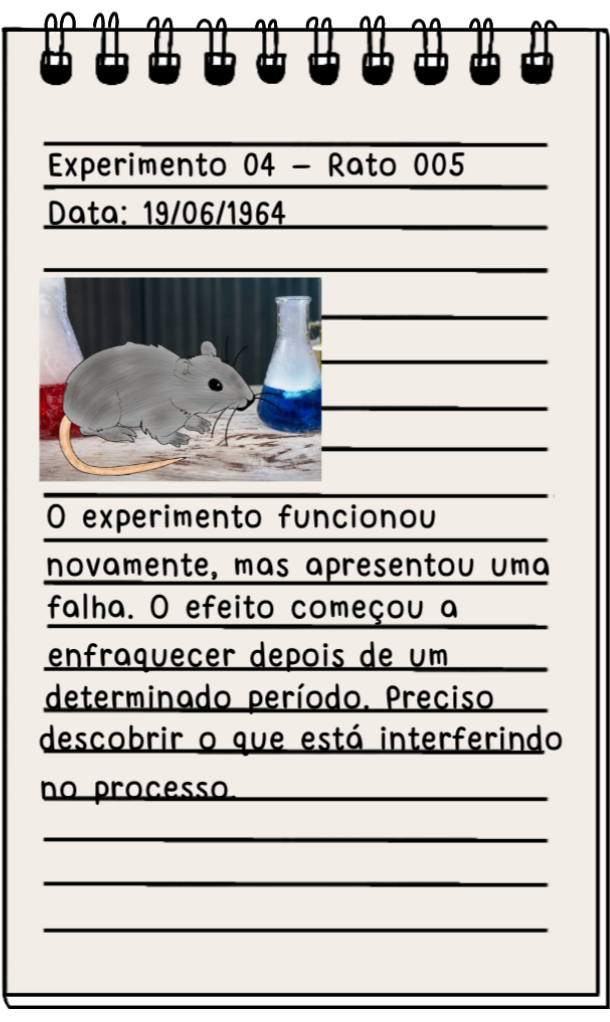 Experimento 04 – Rato 005
Data: 19/06/1964
O experimento funcionou
novamente, mas apresentou uma
falha. O efeito começou a
enfraquecer depois de um
determinado período. Preciso
descobrir o que está interferindo
no processo.